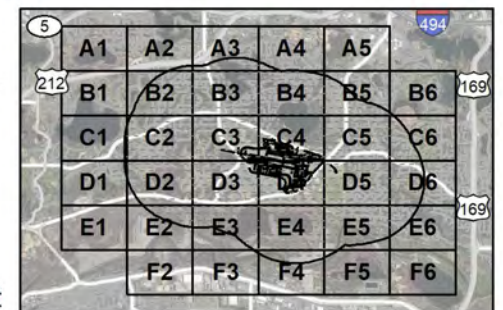 5
494
A1 A2 A3 A4 A5
212
B1 B2 B3 B4 B5 B6
169
C1 C2 C3 C4 C5 C6
D1 D2 D3 D5 D6
169
E1 E2 E3 E4 E5 E6
F2 F3 F4 F5 F6